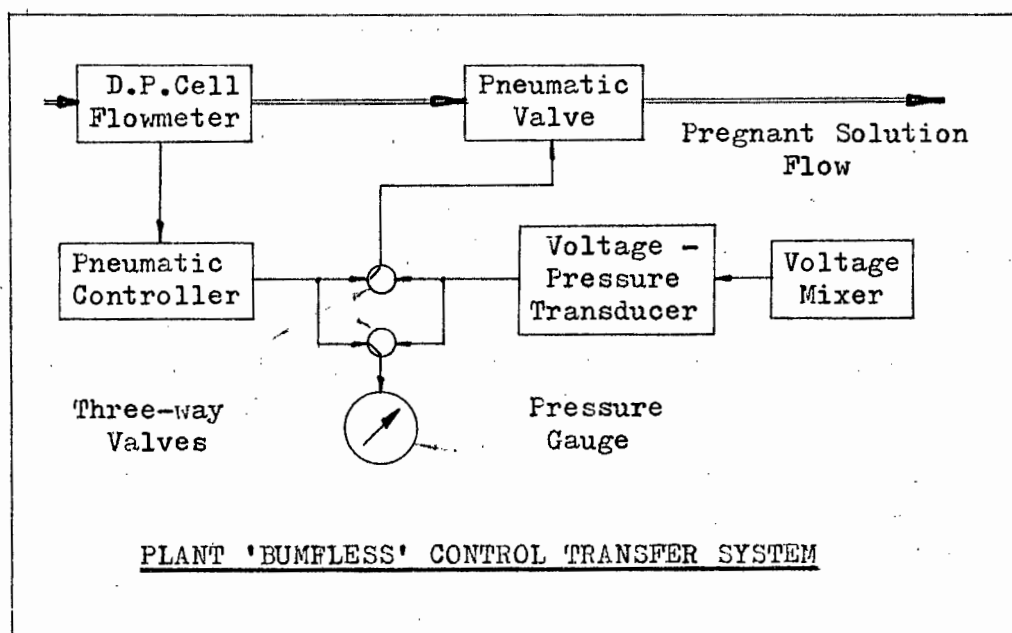 D.P.Cell
Flowmeter
Pneumatic
Valve
Pregnant Solution
Flow
Pneumatic
Controller
Voltage -
Pressure
Transducer
Voltage
Mixer
Three-way
Valves
Pressure
Gauge
PLANT 'BUMFLESS' CONTROL TRANSFER SYSTEM